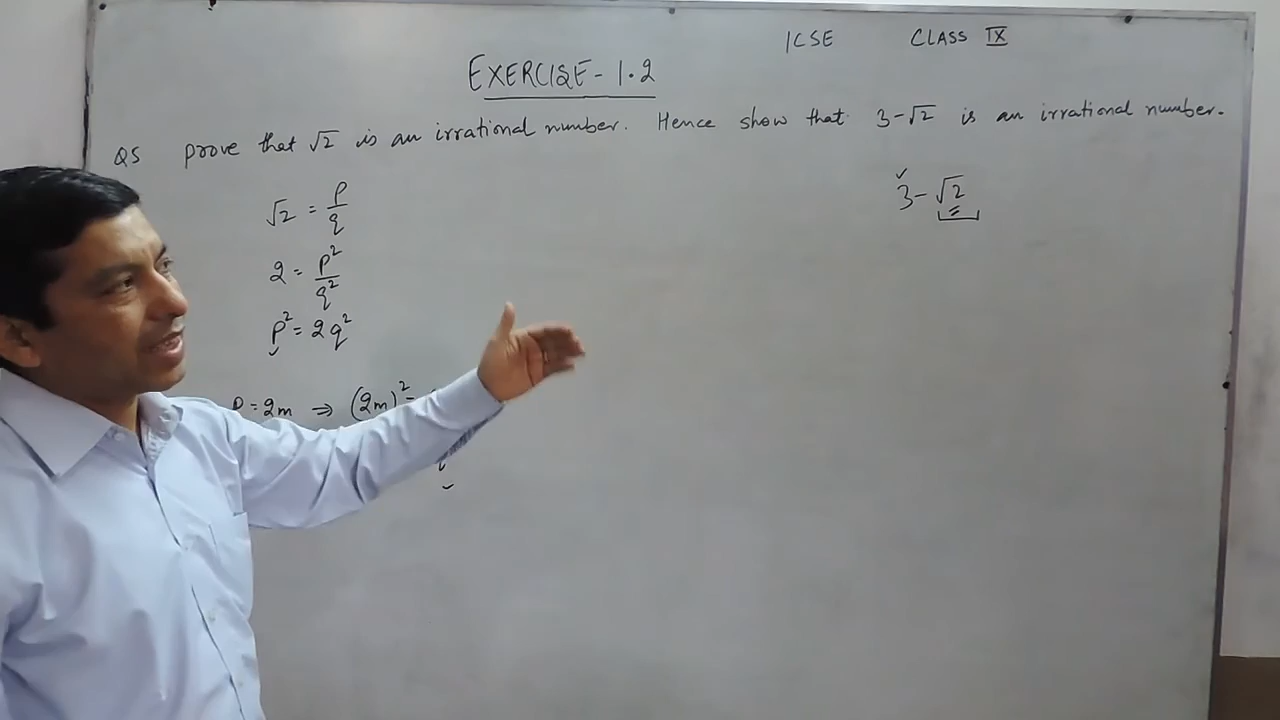 ICSE CLASS IX
EXERCISE-1.2
Q5 prove that √2 is an irrational number. Hence show that 3-√2 is an irrational number.
√2 = p/q
2 = p²/q²
p² = 2q²
p = 2m ⇒ (2m)² =
3-√2